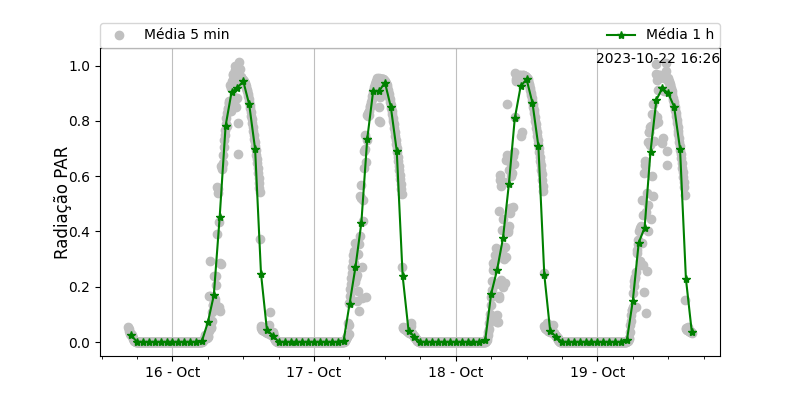 Média 5 min
Média 1 h
2023-10-22 16:26
Radiação PAR
1.0
0.8
0.6
0.4
0.2
0.0
16 - Oct
17 - Oct
18 - Oct
19 - Oct